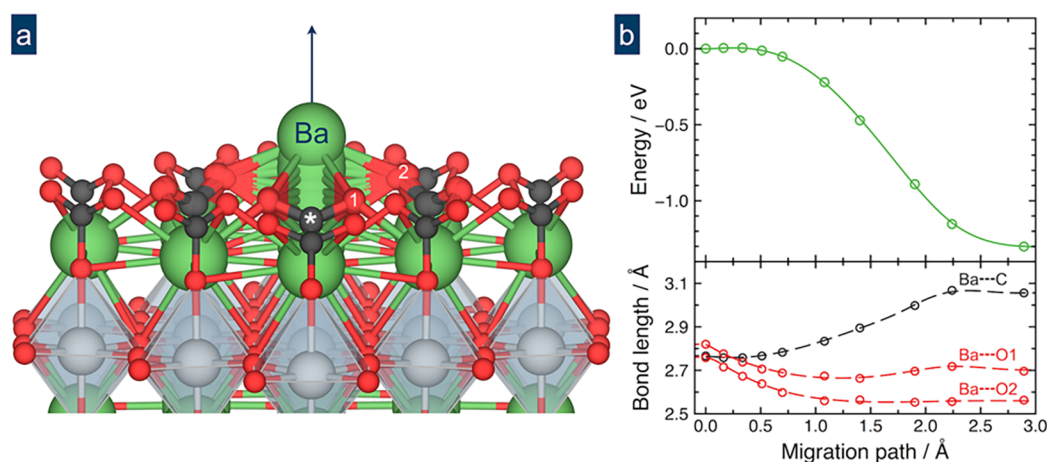 a
Ba
2
1
*
b
Energy / eV
0.0
−0.5
−1.0
Bond length / Å
3.1
2.9
2.7
2.5
Ba---C
Ba---O1
Ba---O2
0.0 0.5 1.0 1.5 2.0 2.5 3.0
Migration path / Å